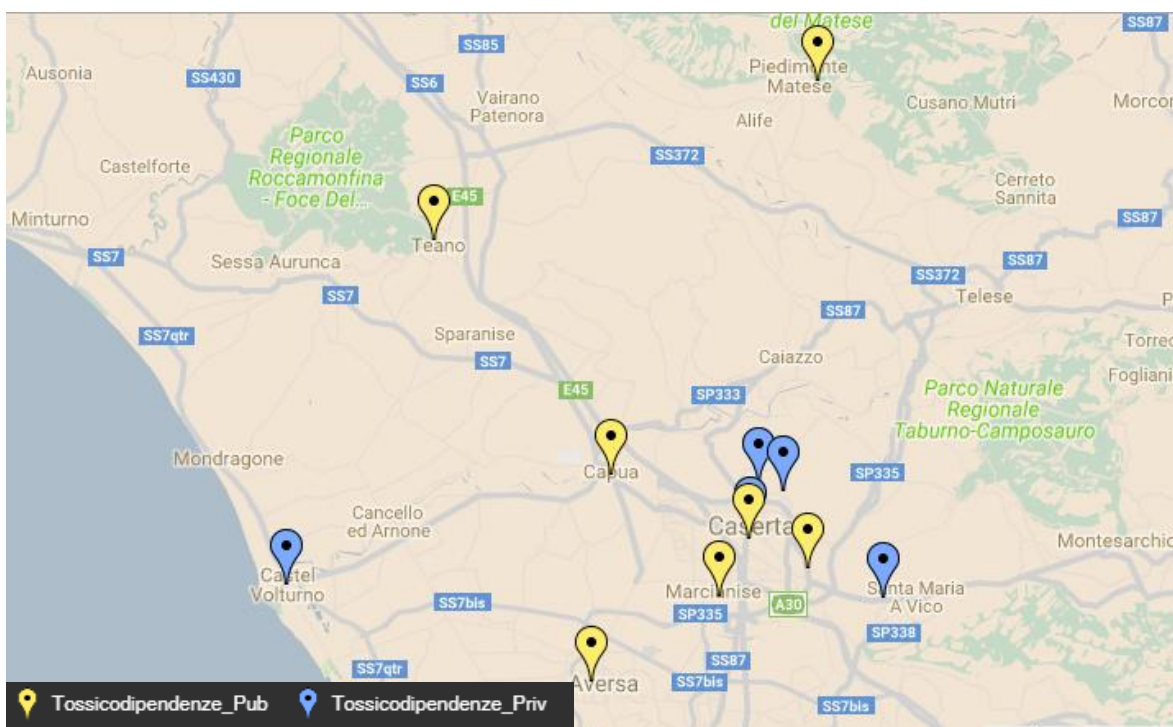 del Matese
SS87
Ausonia
SS85
SS430
SS6
Piedimonte
Matese
Vairano
Patenora
Cusano Mutri
Morcon
Alife
Parco
Regionale
Roccamonfina
- Foce Del...
Castelforte
SS372
Cerreto
Sannita
E45
Minturno
SS87
Teano
SS7
Sessa Aurunca
SS87
SS372
SS7
Telese
P
SS87
SS7qtr
Sparanise
Torrec
SS7
Caiazzo
Fogliani
E45
SP333
Parco Naturale
Regionale
Taburno-Camposauro
Mondragone
Capua
SP335
Cancello
ed Arnone
Caserta
Montesarchio
Castel
Volturno
Marcianise
A30
Santa Maria
A Vico
SS7bis
SP335
SP338
SS87
SS7qtr
Aversa
SS7bis
SS7bis
Tossicodipendenze_Pub
Tossicodipendenze_Priv